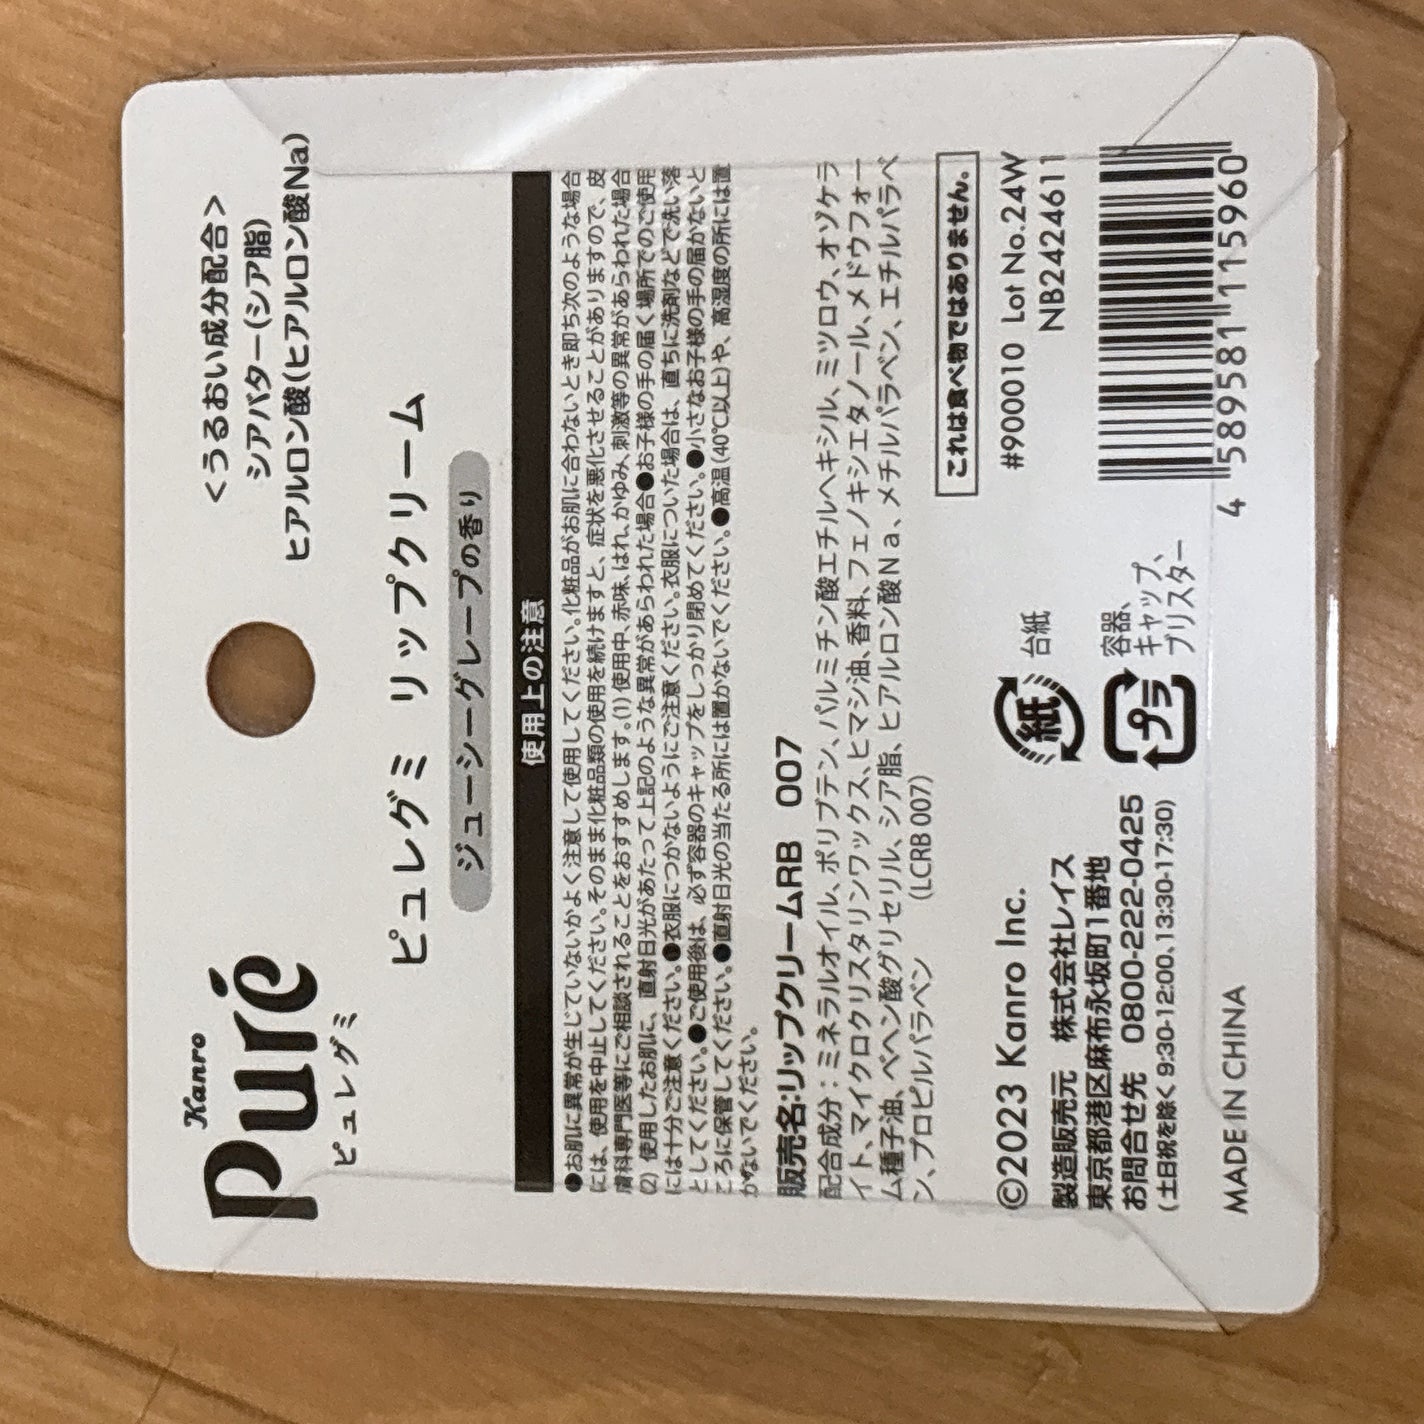 Kanro
Puré
ピュレグミ
<うるおい成分配合>
シアバター(シア脂)
ヒアルロン酸(ヒアルロン酸Na)
ピュレグミ リップクリーム
ジューシーグレープの香り
使用上の注意
●お肌に異常が生じていないかよく注意して使用してください。化粧品がお肌に合わないとき即ち次のような場合
には、使用を中止してください。そのまま化粧品類の使用を続けますと、症状を悪化させることがありますので、皮
膚科専門医等にご相談されることをおすすめします。(1)使用中、赤味、はれ、かゆみ、刺激等の異常があらわれた場合
(2) 使用したお肌に、直射日光があたって上記のような異常があらわれた場合●お子様の手の届く場所でのご使用
には十分ご注意ください。●衣服につかないようにご注意ください。衣服についた場合は、直ちに洗剤などで洗い落
としてください。●ご使用後は、必ず容器のキャップをしっかり閉めてください。●小さなお子様の手の届かないと
ころに保管してください。●直射日光の当たる所には置かないでください。●高温(40℃以上)や、高湿度の所には置
かないでください。
販売名:リップクリームRB 007
配合成分：ミネラルオイル、ポリブテン、パルミチン酸エチルヘキシル、ミツロウ、オゾケラ
イト、マイクロクリスタリンワックス、ヒマシ油、香料、フェノキシエタノール、メドウフォー
ム種子油、ベヘン酸グリセリル、シア脂、ヒアルロン酸Ｎａ、メチルパラベン、エチルパラベ
ン、プロピルパラベン (LCRB 007)
これは食べ物ではありません。
©2023 Kanro Inc.
製造販売元 株式会社レイス
東京都港区麻布永坂町1番地
お問合せ先 0800-222-0425
(土日祝を除く 9:30-12:00、13:30-17:30)
MADE IN CHINA
紙
台紙
プラ
容器、
キャップ、
ブリスター
#900010 Lot No.24W
NB2424611
4 589581 115960